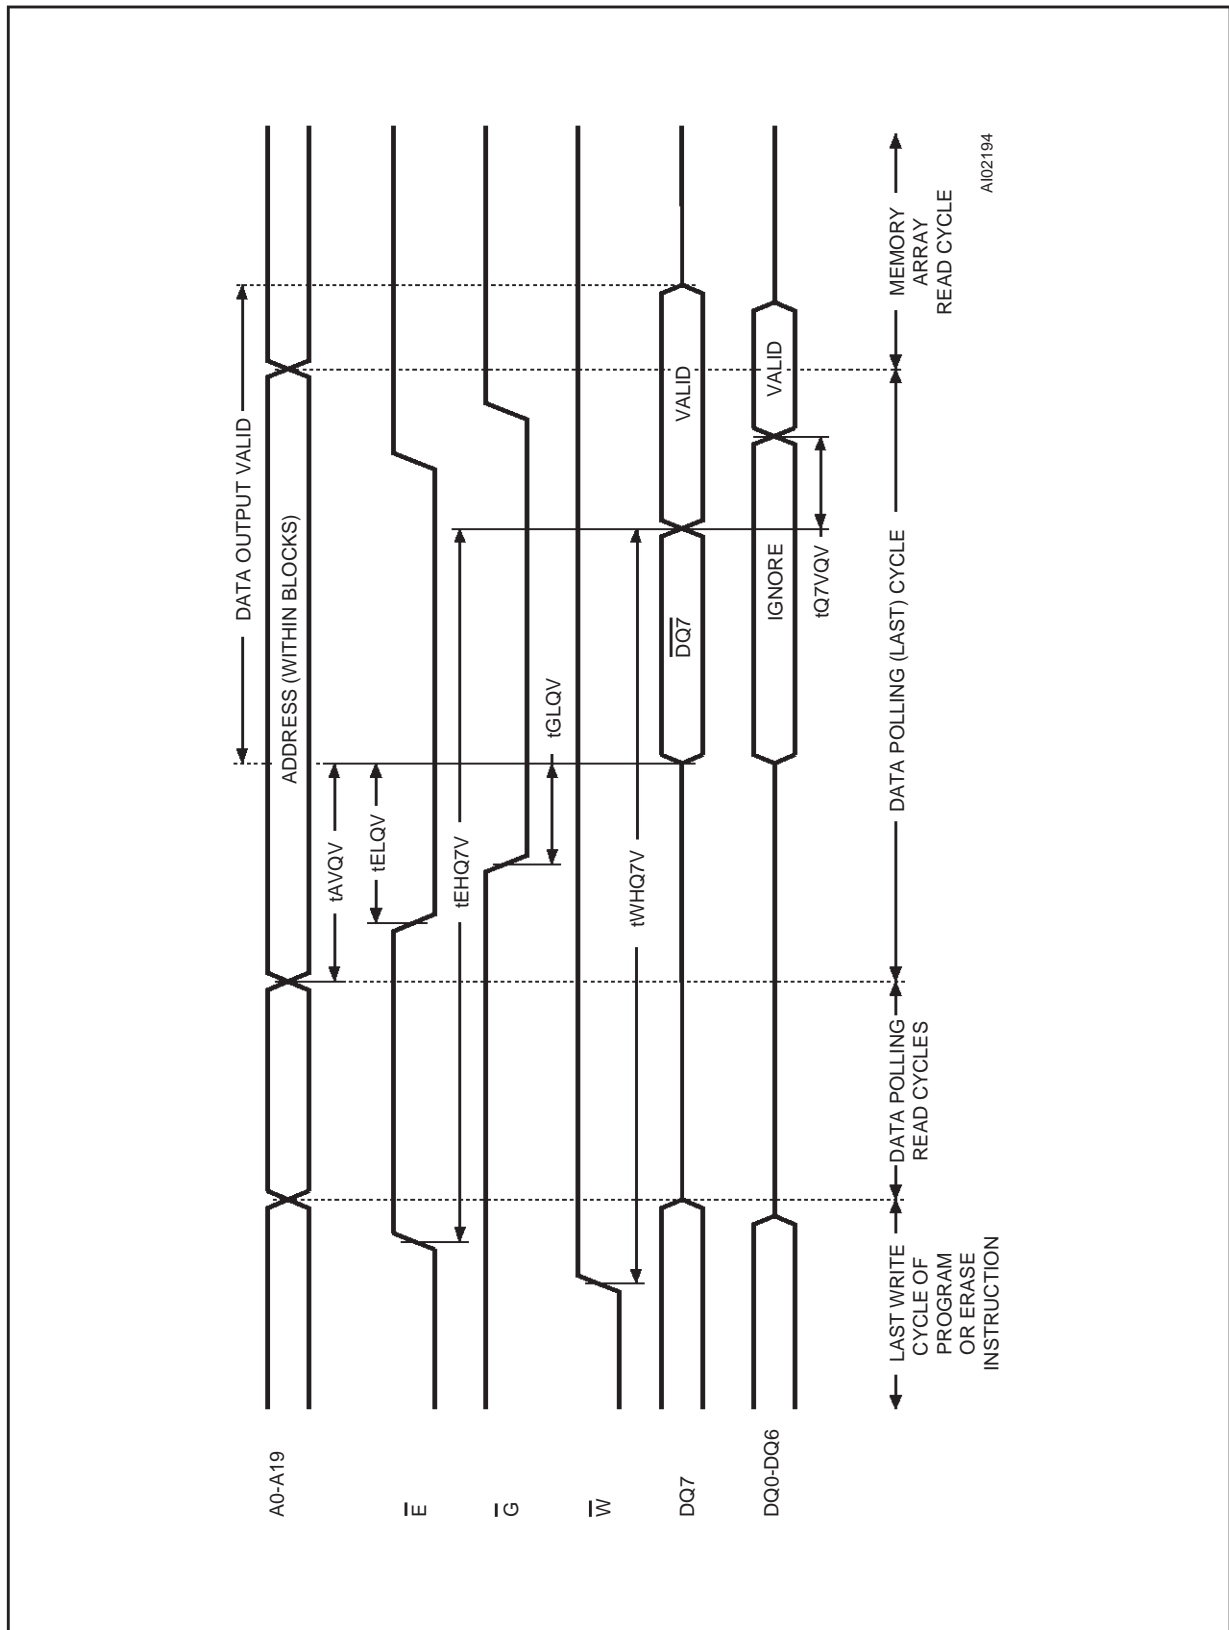 DATA OUTPUT VALID
A0-A19
ADDRESS (WITHIN BLOCKS)
tAVQV
tELQV
E̅
tEHQ7V
G̅
tGLQV
W̅
tWHQ7V
DQ7
D̅Q̅7̅
VALID
DQ0-DQ6
IGNORE
VALID
tQ7VQV
LAST WRITE
CYCLE OF
PROGRAM
OR ERASE
INSTRUCTION
DATA POLLING
READ CYCLES
DATA POLLING (LAST) CYCLE
MEMORY
ARRAY
READ CYCLE
AI02194